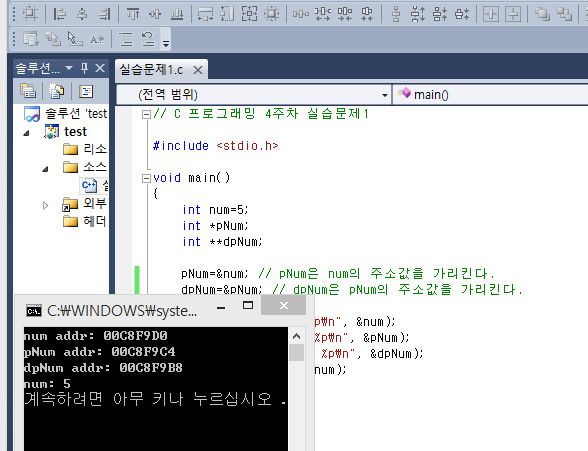 솔루션...
실습문제1.c
(전역 범위)
main()
솔루션 'test
test
리소
소스
외부
헤더
// C 프로그래밍 4주차 실습문제1
#include <stdio.h>
void main()
{
int num=5;
int *pNum;
int **dpNum;
pNum=&num; // pNum은 num의 주소값을 가리킨다.
dpNum=&pNum; // dpNum은 pNum의 주소값을 가리킨다.
p₩n", &num);
%p₩n", &pNum);
%p₩n", &dpNum);
num);
C:₩WINDOWS₩syste...
num addr: 00C8F9D0
pNum addr: 00C8F9C4
dpNum addr: 00C8F9B8
num: 5
계속하려면 아무 키나 누르십시오 .